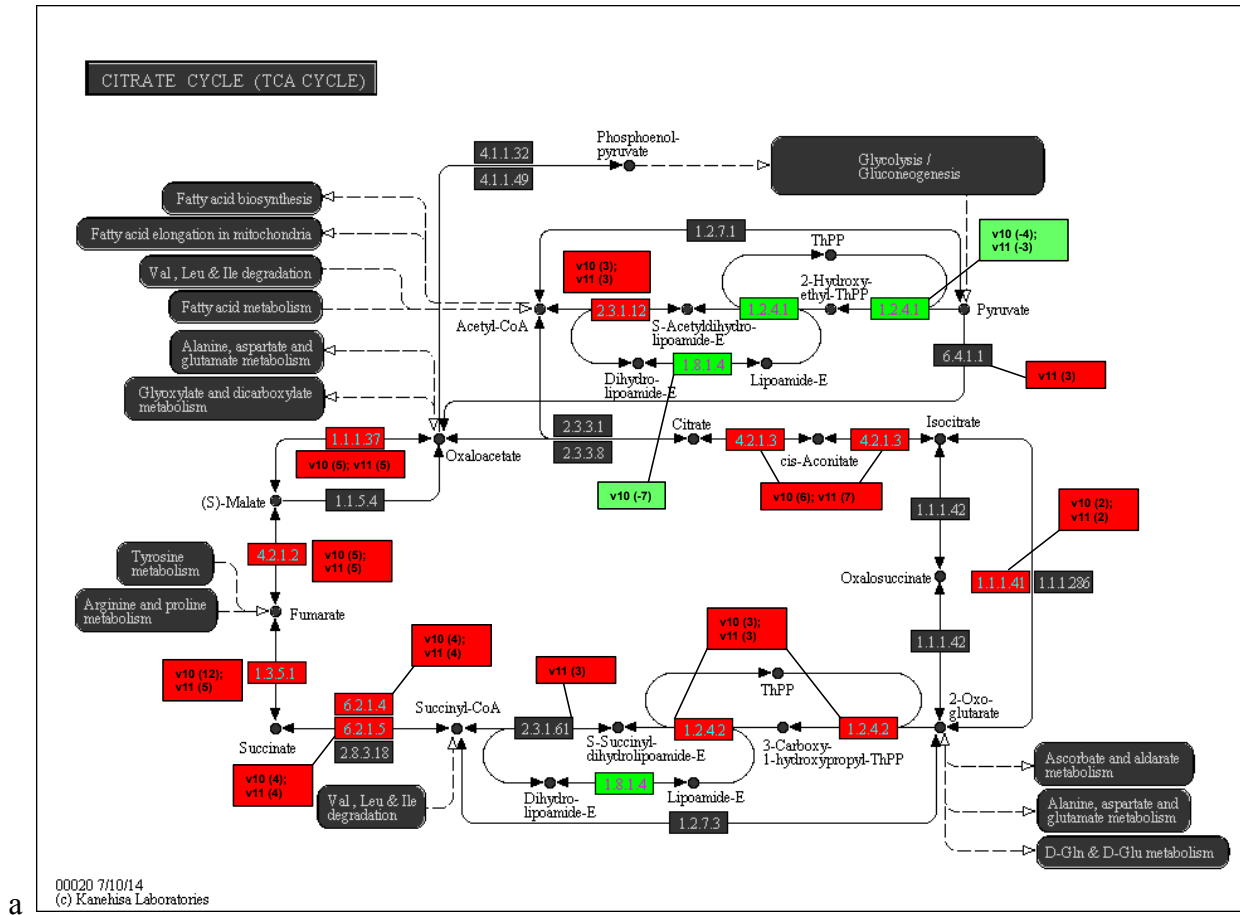 CITRATE CYCLE (TCA CYCLE)
Phosphoenol-
pyruvate
4.1.1.32
4.1.1.49
Glycolysis /
Gluconeogenesis
Fatty acid biosynthesis
Fatty acid elongation in mitochondria
Val, Leu & Ile degradation
Fatty acid metabolism
Alanine, aspartate and
glutamate metabolism
Glyoxylate and dicarboxylate
metabolism
1.2.7.1
ThPP
v10 (-4);
v11 (-3)
v10 (3);
v11 (3)
2-Hydroxy-
ethyl-ThPP
Acetyl-CoA
2.3.1.12
S-Acetyldihydro-
lipoamide-E
1.2.4.1
1.2.4.1
Pyruvate
Dihydro-
lipoamide-E
1.8.1.4
Lipoamide-E
6.4.1.1
v11 (3)
1.1.1.37
v10 (5); v11 (5)
Oxaloacetate
2.3.3.1
2.3.3.8
Citrate
4.2.1.3
cis-Aconitate
4.2.1.3
Isocitrate
v10 (-7)
v10 (6); v11 (7)
(S)-Malate
1.1.5.4
1.1.1.42
v10 (2);
v11 (2)
4.2.1.2
v10 (5);
v11 (5)
Tyrosine
metabolism
Arginine and proline
metabolism
Fumarate
Oxalosuccinate
1.1.1.41
1.1.1.286
1.1.1.42
v10 (12);
v11 (5)
1.3.5.1
v10 (4);
v11 (4)
v11 (3)
v10 (3);
v11 (3)
ThPP
Succinate
6.2.1.4
6.2.1.5
2.8.3.18
Succinyl-CoA
2.3.1.61
S-Succinyl-
dihydrolipoamide-E
1.2.4.2
3-Carboxy-
1-hydroxypropyl-ThPP
1.2.4.2
2-Oxo-
glutarate
v10 (4);
v11 (4)
Val, Leu & Ile
degradation
Dihydro-
lipoamide-E
1.8.1.4
Lipoamide-E
1.2.7.3
Ascorbate and aldarate
metabolism
Alanine, aspartate and
glutamate metabolism
D-Gln & D-Glu metabolism
00020 7/10/14
(c) Kanehisa Laboratories
a